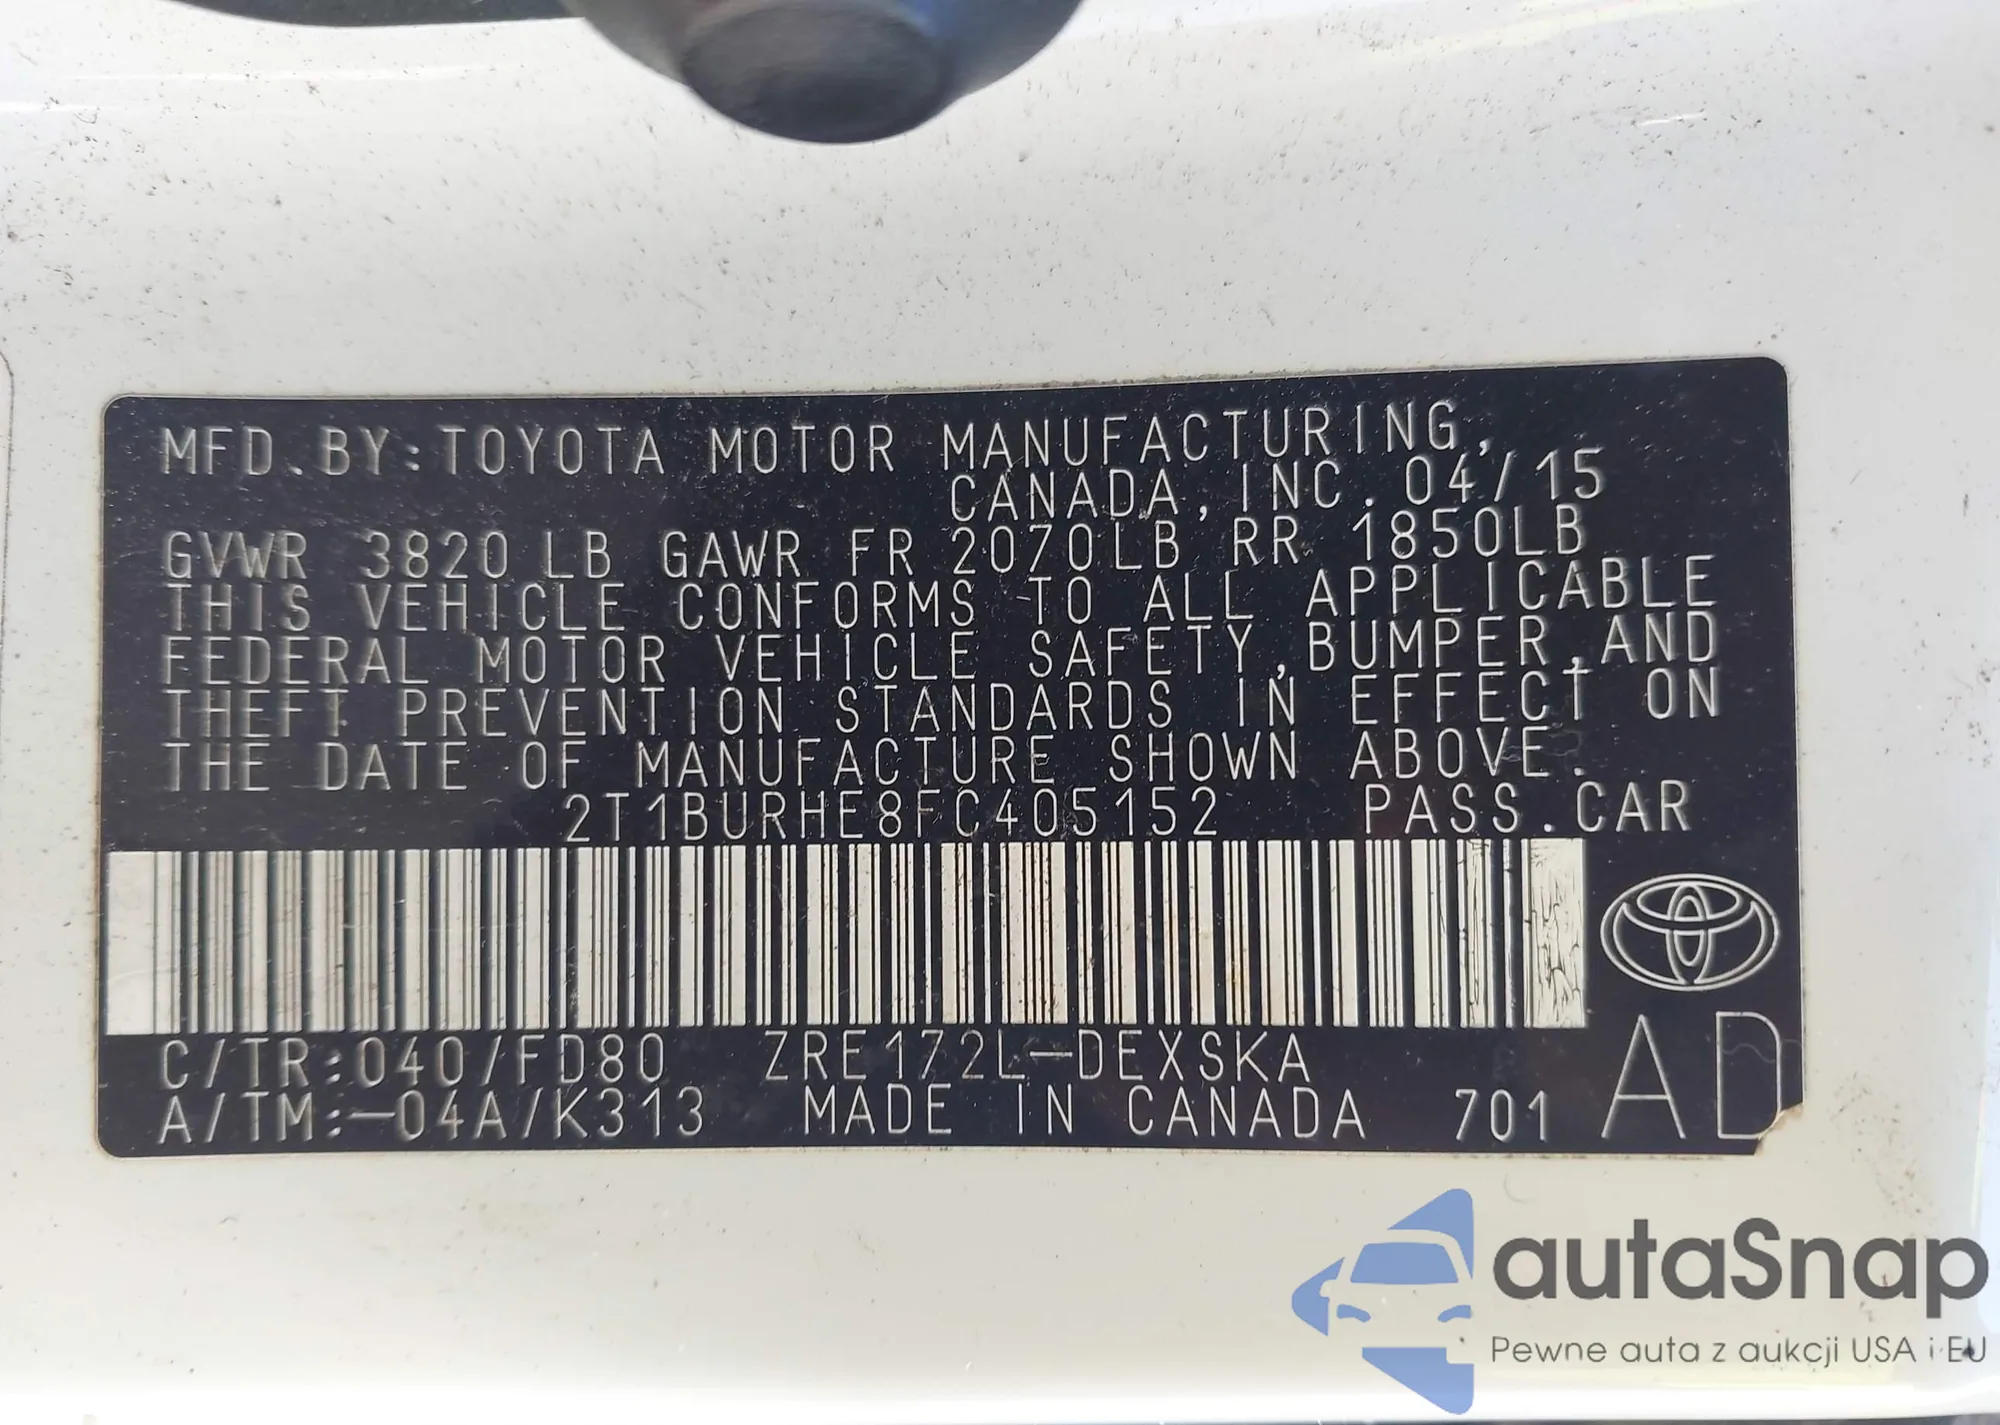 MFD.BY:TOYOTA MOTOR MANUFACTURING,
CANADA,INC.04/15
GVWR 3820LB GAWR FR 2070LB RR 1850LB
THIS VEHICLE CONFORMS TO ALL APPLICABLE
FEDERAL MOTOR VEHICLE SAFETY,BUMPER,AND
THEFT PREVENTION STANDARDS IN EFFECT ON
THE DATE OF MANUFACTURE SHOWN ABOVE.
2T1BURHE8FC405152 PASS.CAR
C/TR:040/FD80 ZRE172L-DEXSKA
A/TM:-04A/K313 MADE IN CANADA 701 AD
autaSnap
Pewne auta z aukcji USA i EU